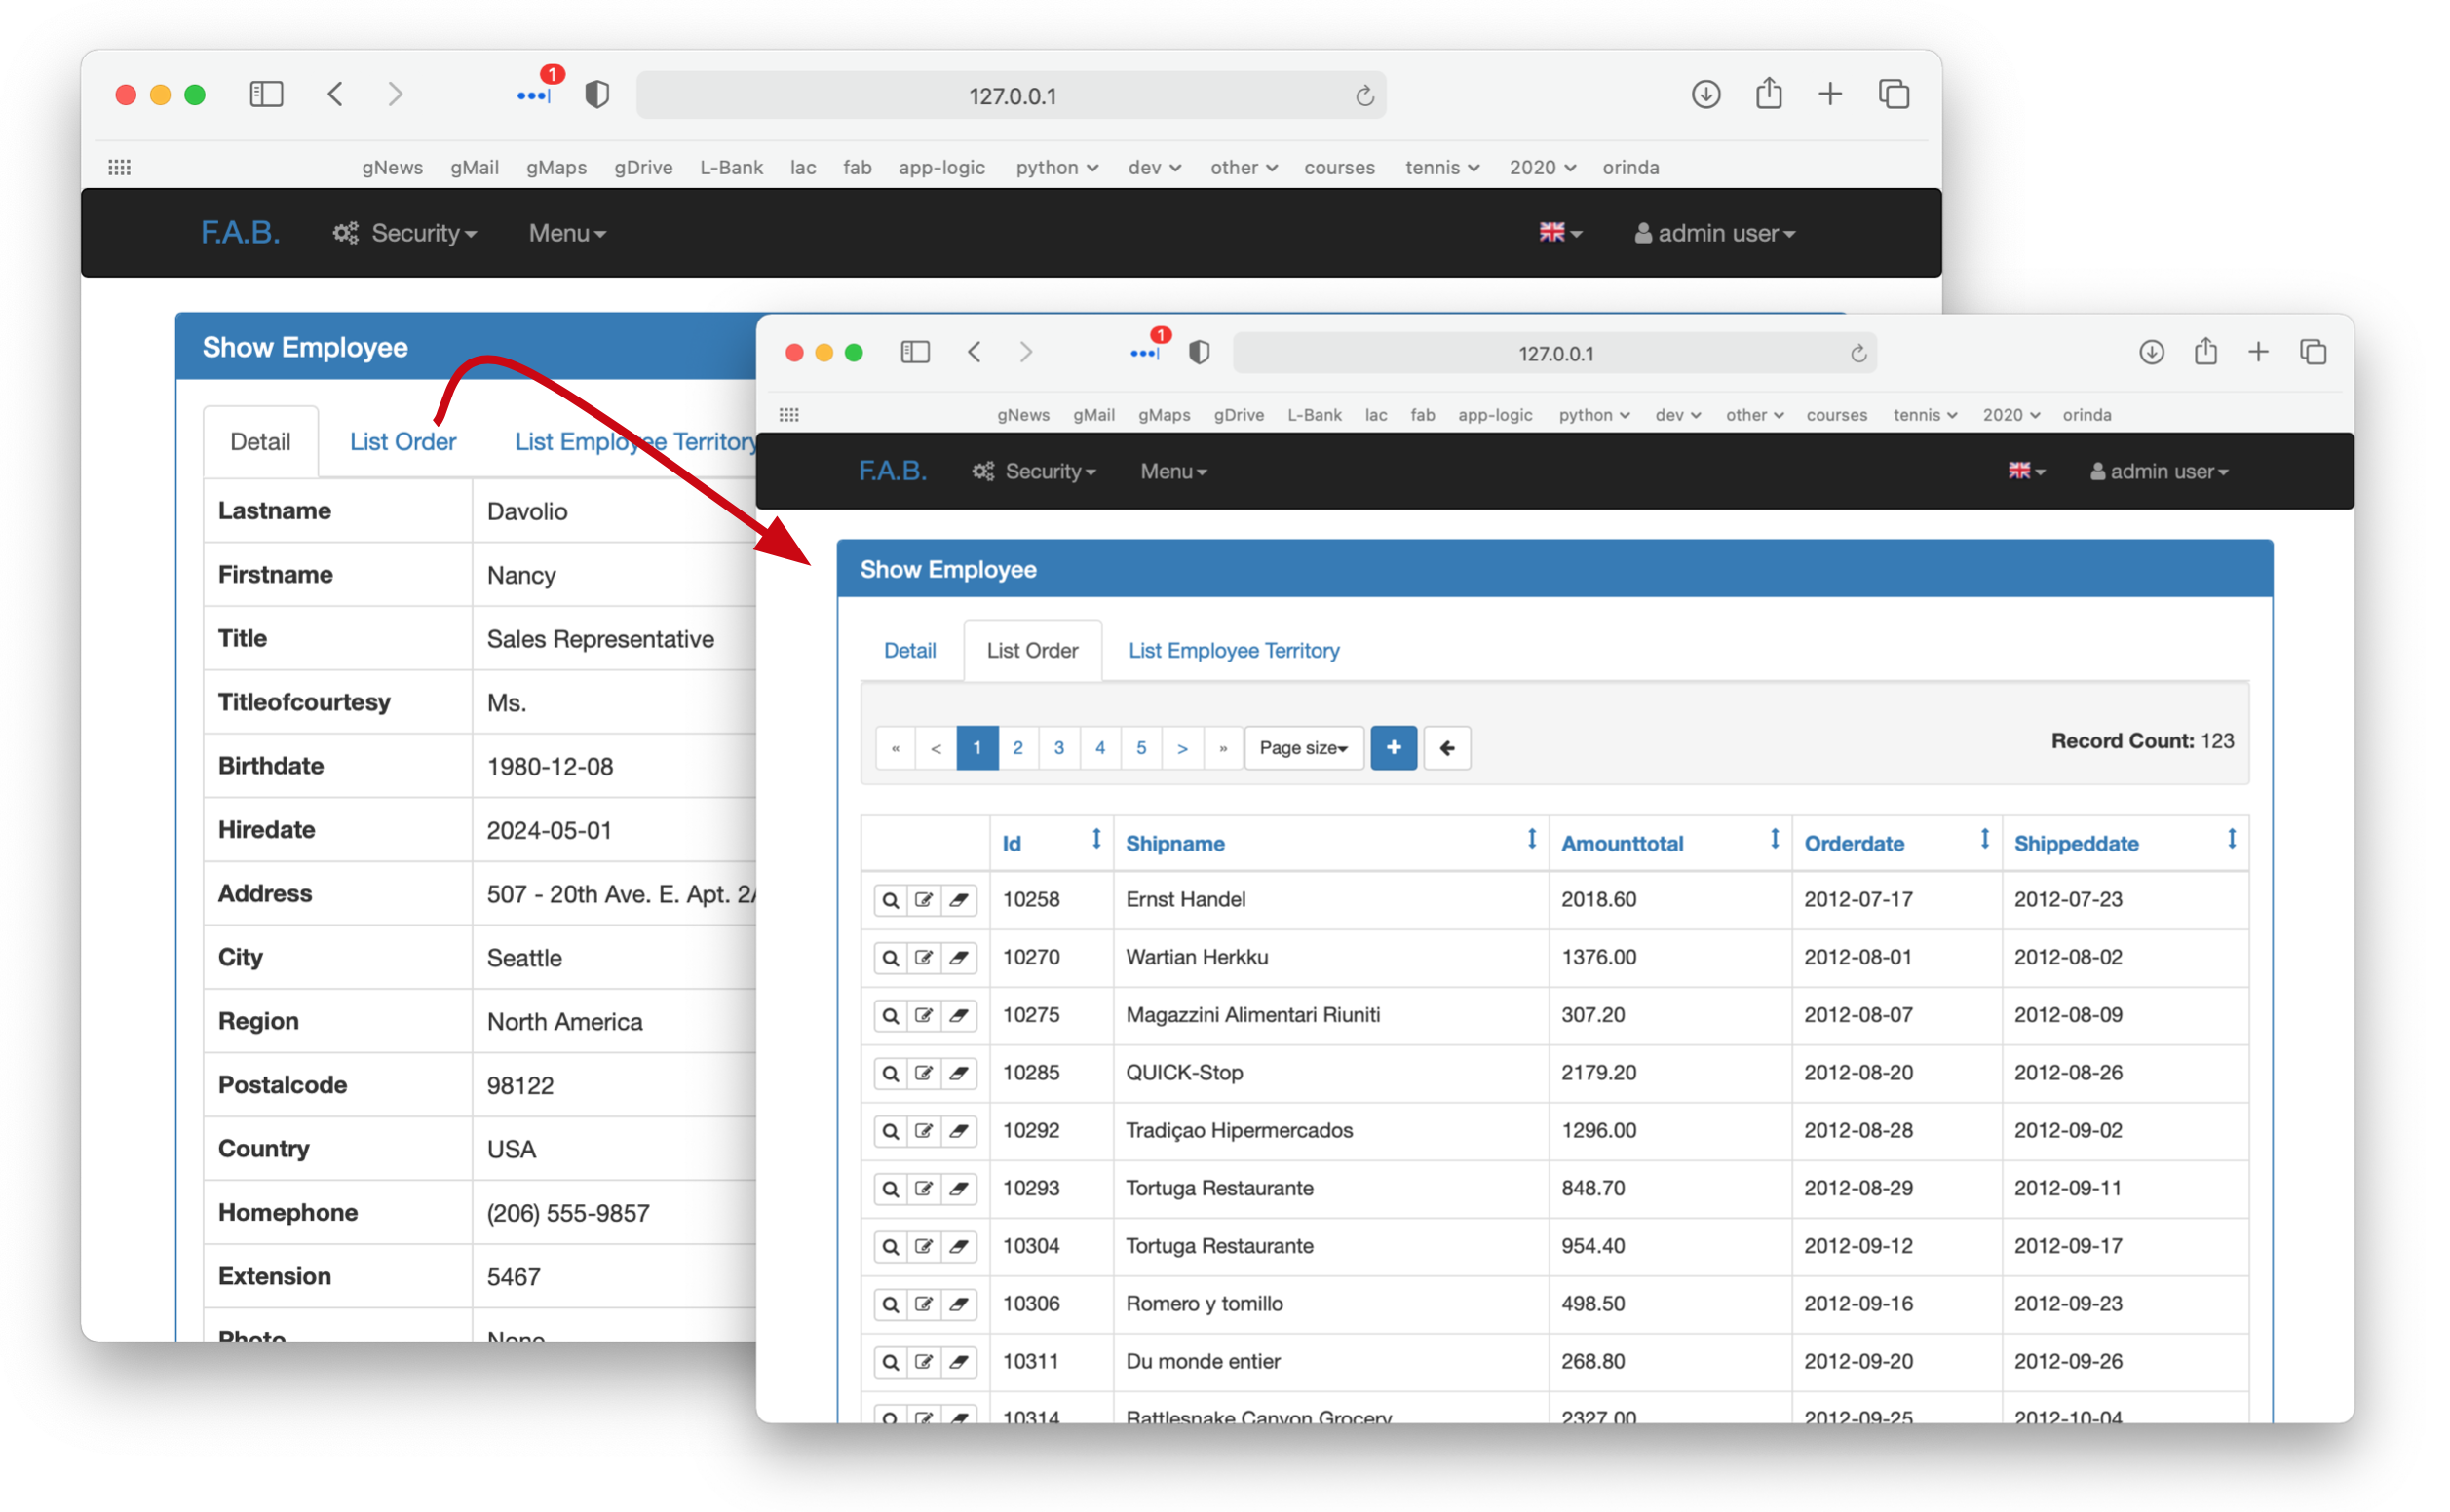 1
127.0.0.1
gNews gMail gMaps gDrive L-Bank lac fab app-logic python dev other courses tennis 2020 orinda
F.A.B. Security Menu admin user
Show Employee
Detail List Order List Employee Territory
Lastname Davolio
Firstname Nancy
Title Sales Representative
Titleofcourtesy Ms.
Birthdate 1980-12-08
Hiredate 2024-05-01
Address 507 - 20th Ave. E. Apt. 2A
City Seattle
Region North America
Postalcode 98122
Country USA
Homephone (206) 555-9857
Extension 5467
Photo None
1
127.0.0.1
gNews gMail gMaps gDrive L-Bank lac fab app-logic python dev other courses tennis 2020 orinda
F.A.B. Security Menu admin user
Show Employee
Detail List Order List Employee Territory
« < 1 2 3 4 5 > » Page size + Record Count: 123
Id Shipname Amounttotal Orderdate Shippeddate
10258 Ernst Handel 2018.60 2012-07-17 2012-07-23
10270 Wartian Herkku 1376.00 2012-08-01 2012-08-02
10275 Magazzini Alimentari Riuniti 307.20 2012-08-07 2012-08-09
10285 QUICK-Stop 2179.20 2012-08-20 2012-08-26
10292 Tradiçao Hipermercados 1296.00 2012-08-28 2012-09-02
10293 Tortuga Restaurante 848.70 2012-08-29 2012-09-11
10304 Tortuga Restaurante 954.40 2012-09-12 2012-09-17
10306 Romero y tomillo 498.50 2012-09-16 2012-09-23
10311 Du monde entier 268.80 2012-09-20 2012-09-26
10314 Rattlesnake Canyon Grocery 2327.00 2012-09-25 2012-10-04